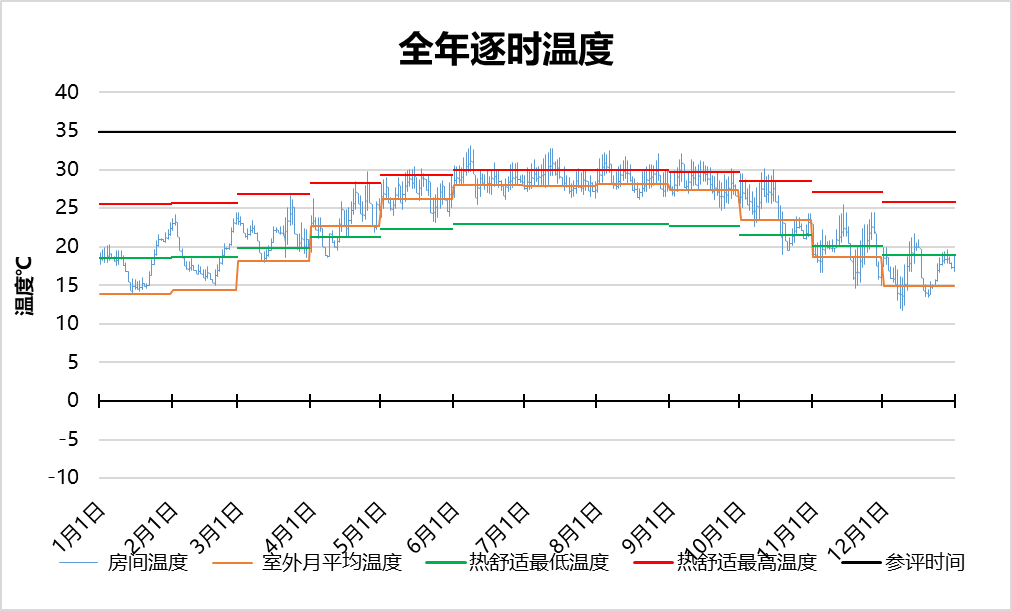 全年逐时温度
40
35
30
25
20
15
10
5
0
-5
-10
温度℃
1月1日
2月1日
3月1日
4月1日
5月1日
6月1日
7月1日
8月1日
9月1日
10月1日
11月1日
12月1日
房间温度 室外月平均温度 热舒适最低温度 热舒适最高温度 参评时间